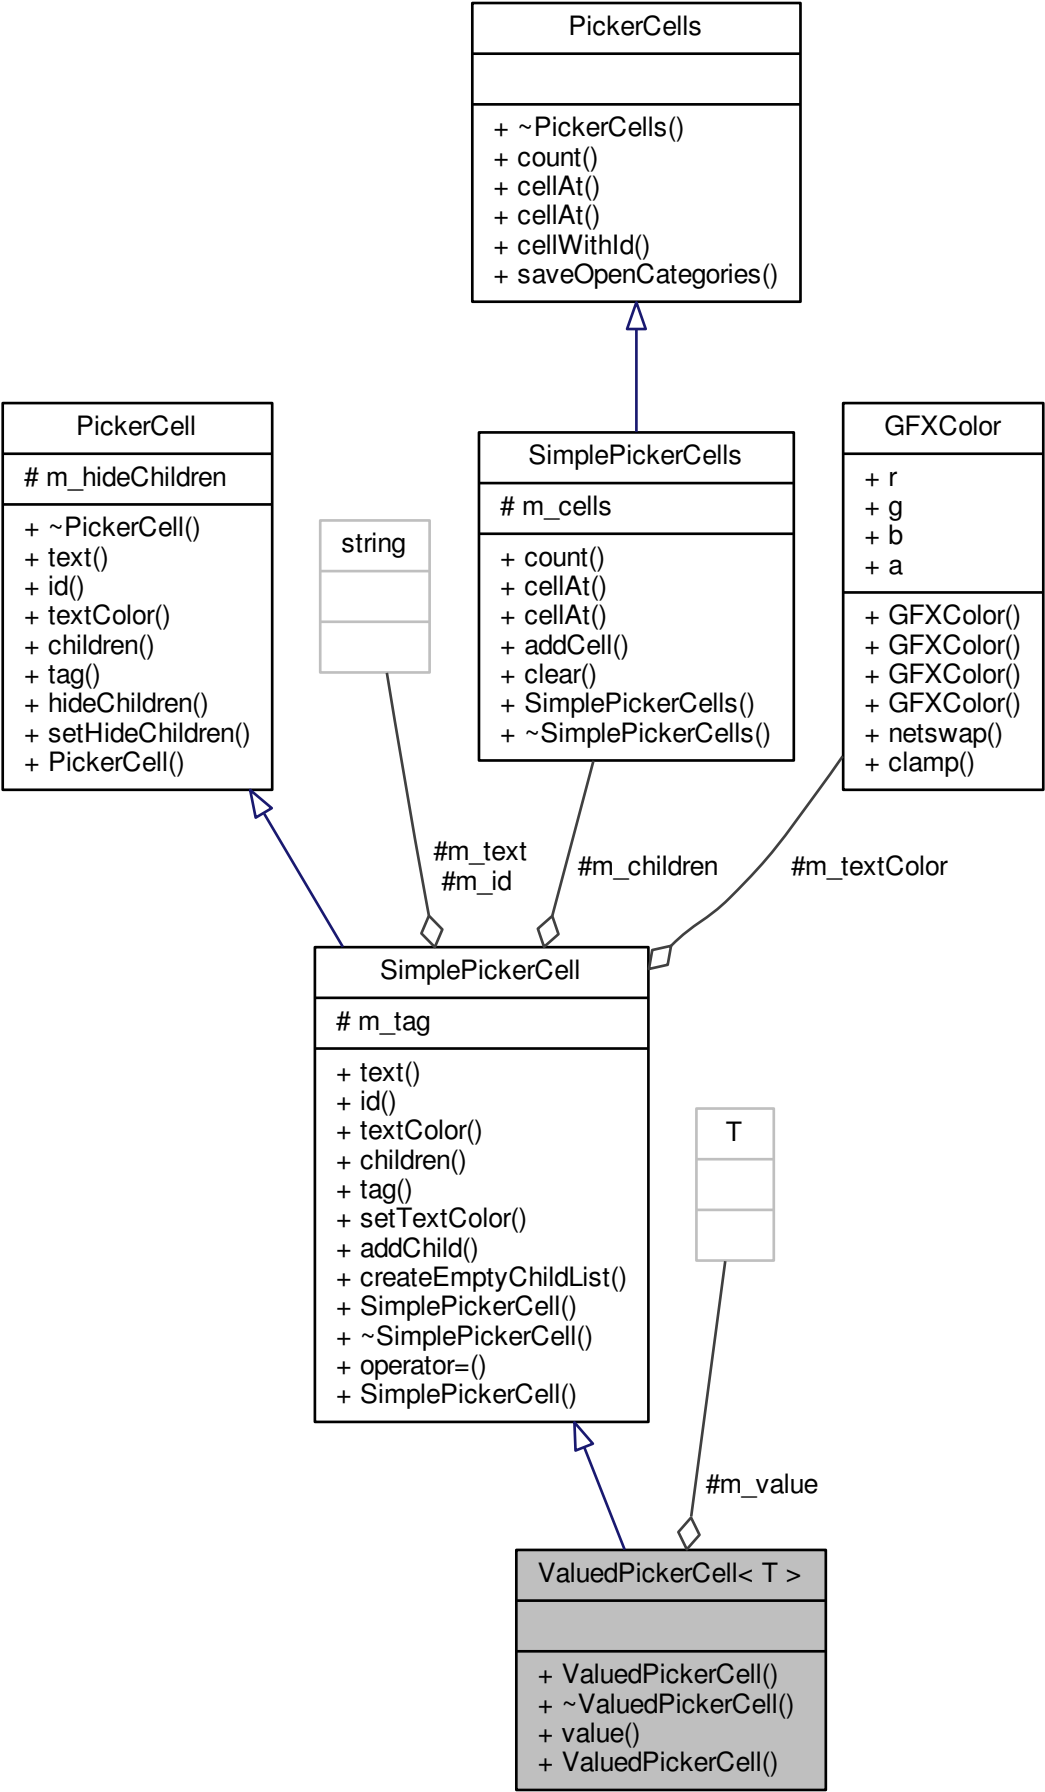 PickerCells
+ ~PickerCells()
+ count()
+ cellAt()
+ cellAt()
+ cellWithId()
+ saveOpenCategories()
PickerCell
# m_hideChildren
+ ~PickerCell()
+ text()
+ id()
+ textColor()
+ children()
+ tag()
+ hideChildren()
+ setHideChildren()
+ PickerCell()
string
SimplePickerCells
# m_cells
+ count()
+ cellAt()
+ cellAt()
+ addCell()
+ clear()
+ SimplePickerCells()
+ ~SimplePickerCells()
GFXColor
+ r
+ g
+ b
+ a
+ GFXColor()
+ GFXColor()
+ GFXColor()
+ GFXColor()
+ netswap()
+ clamp()
#m_text
#m_id
#m_children
#m_textColor
SimplePickerCell
# m_tag
+ text()
+ id()
+ textColor()
+ children()
+ tag()
+ setTextColor()
+ addChild()
+ createEmptyChildList()
+ SimplePickerCell()
+ ~SimplePickerCell()
+ operator=()
+ SimplePickerCell()
T
#m_value
ValuedPickerCell< T >
+ ValuedPickerCell()
+ ~ValuedPickerCell()
+ value()
+ ValuedPickerCell()